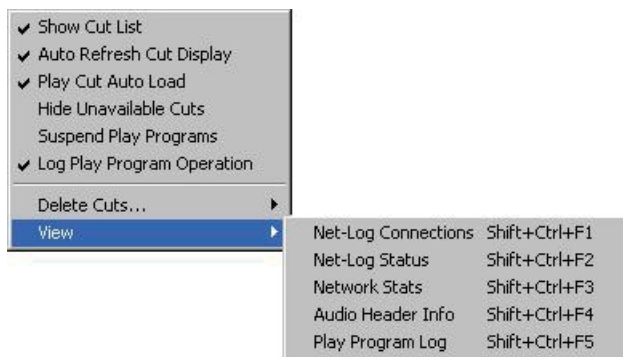 ✓ Show Cut List
✓ Auto Refresh Cut Display
✓ Play Cut Auto Load
Hide Unavailable Cuts
Suspend Play Programs
✓ Log Play Program Operation
Delete Cuts...
View
Net-Log Connections Shift+Ctrl+F1
Net-Log Status Shift+Ctrl+F2
Network Stats Shift+Ctrl+F3
Audio Header Info Shift+Ctrl+F4
Play Program Log Shift+Ctrl+F5